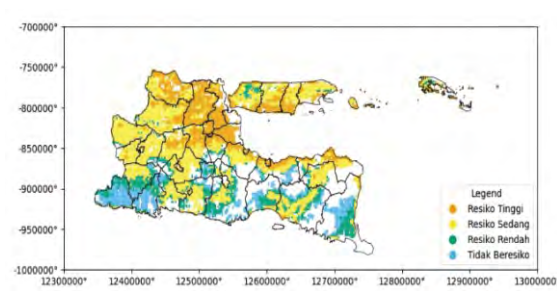 -700000°
-750000°
-800000°
-850000°
-900000°
-950000°
-1000000°
12300000° 12400000° 12500000° 12600000° 12700000° 12800000° 12900000° 13000000
Legend
Resiko Tinggi
Resiko Sedang
Resiko Rendah
Tidak Beresiko